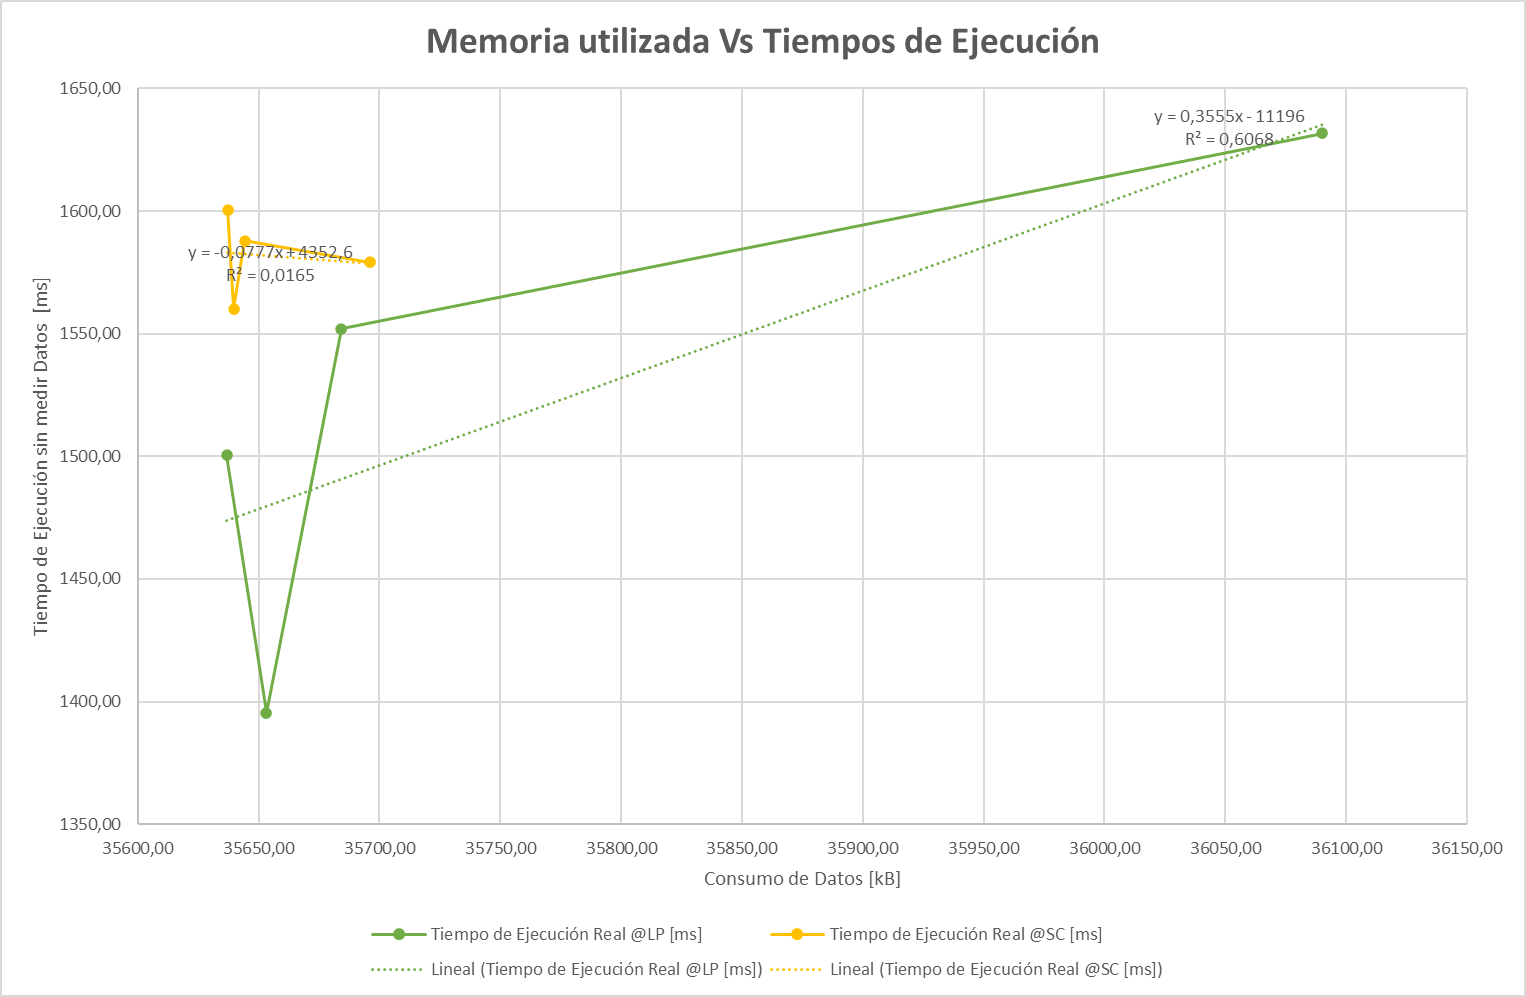 Memoria utilizada Vs Tiempos de Ejecución
1650,00
1600,00
1550,00
1500,00
1450,00
1400,00
1350,00
Tiempo de Ejecución sin medir Datos [ms]
y = 0,3555x - 11196
R² = 0,6068
y = -0,0777x + 4352,6
R² = 0,0165
35600,00 35650,00 35700,00 35750,00 35800,00 35850,00 35900,00 35950,00 36000,00 36050,00 36100,00 36150,00
Consumo de Datos [kB]
Tiempo de Ejecución Real @LP [ms] Tiempo de Ejecución Real @SC [ms]
Lineal (Tiempo de Ejecución Real @LP [ms]) Lineal (Tiempo de Ejecución Real @SC [ms])